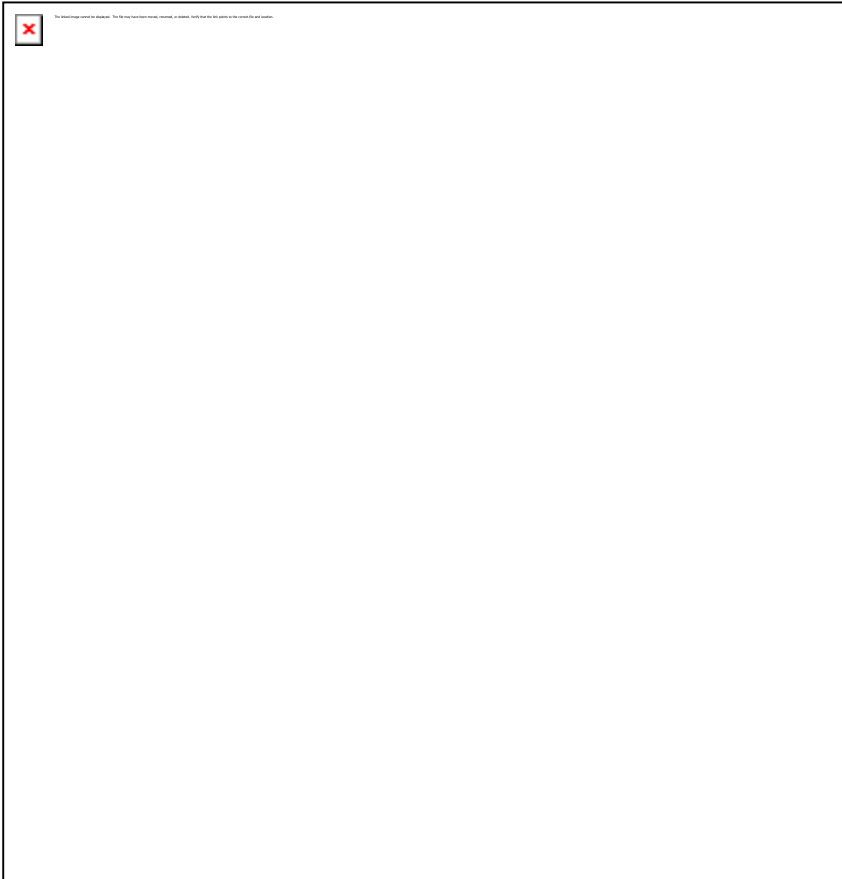 The linked image cannot be displayed. The file may have been moved, renamed, or deleted. Verify that the link points to the correct file and location.